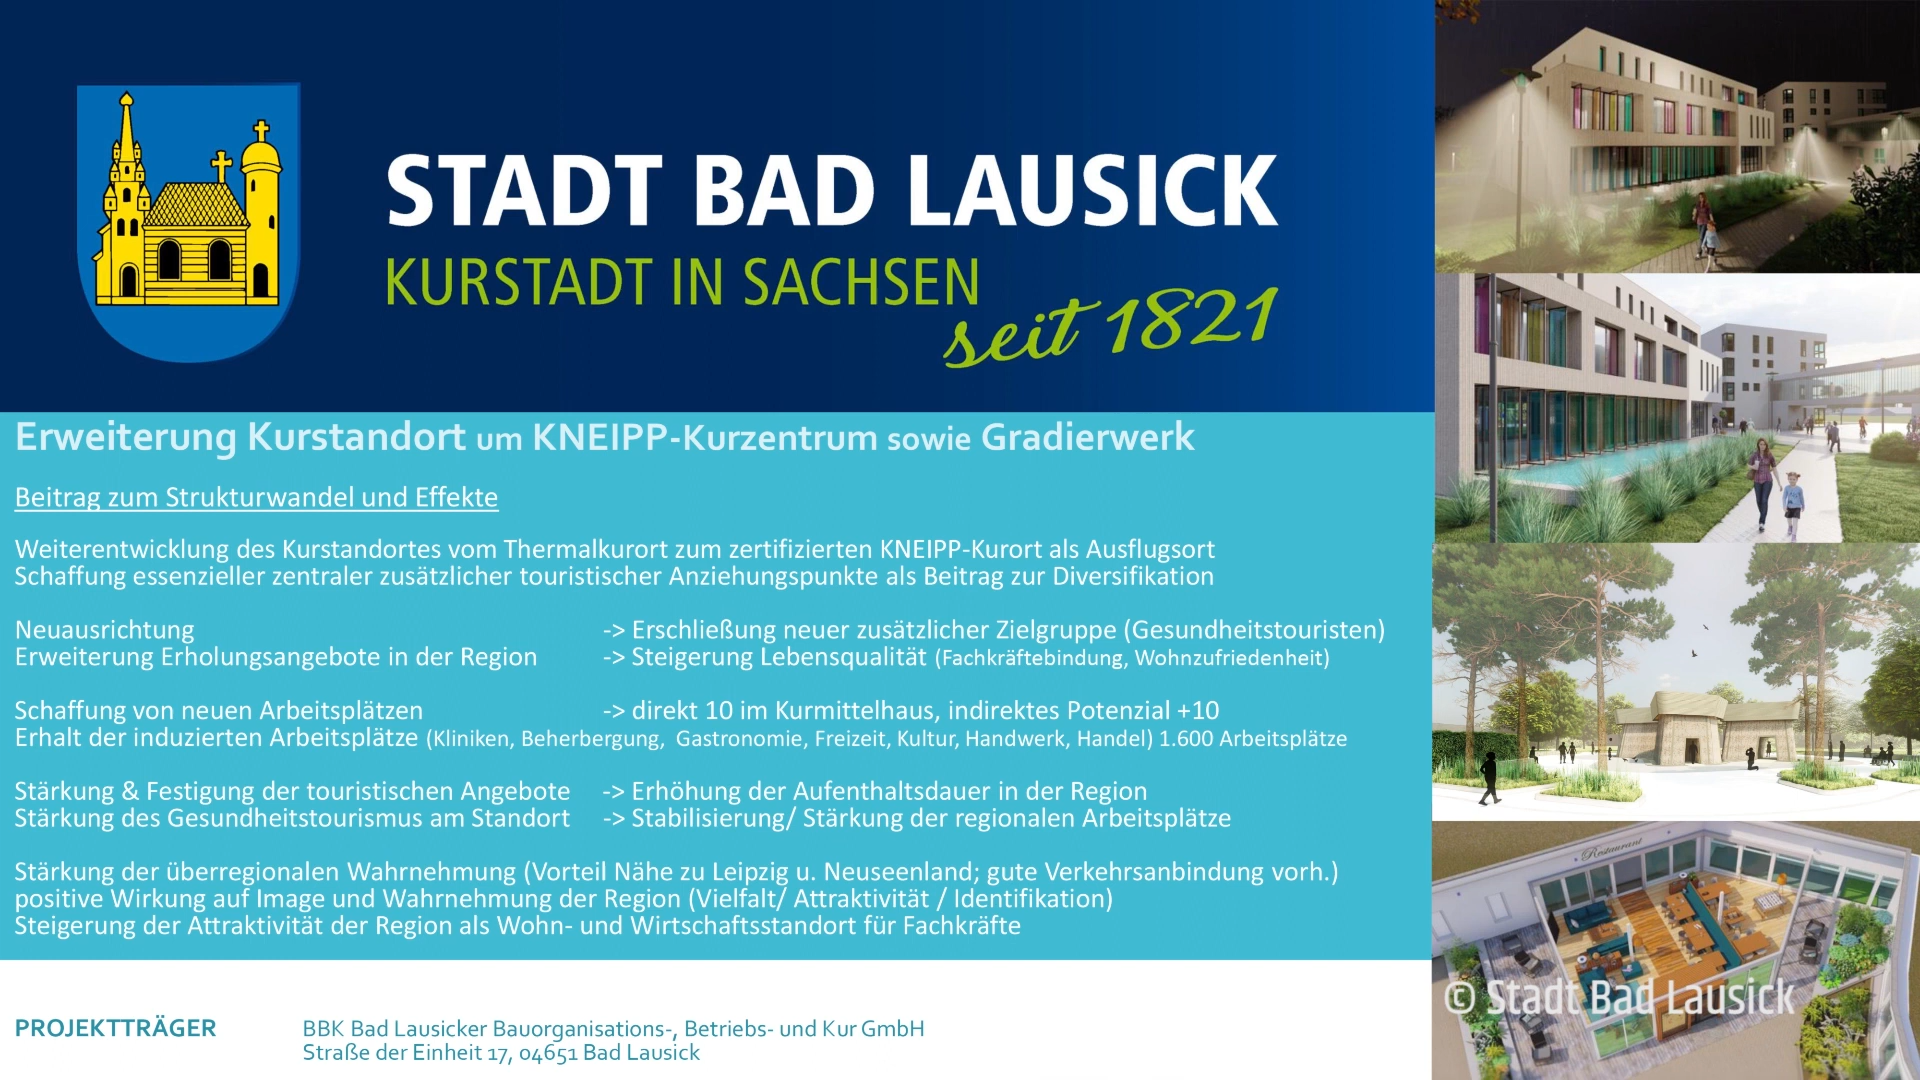 STADT BAD LAUSICK
KURSTADT IN SACHSEN
seit 1821
Erweiterung Kurstandort um KNEIPP-Kurzentrum sowie Gradierwerk
Beitrag zum Strukturwandel und Effekte
Weiterentwicklung des Kurstandortes vom Thermalkurort zum zertifizierten KNEIPP-Kurort als Ausflugsort
Schaffung essenzieller zentraler zusätzlicher touristischer Anziehungspunkte als Beitrag zur Diversifikation
Neuausrichtung -> Erschließung neuer zusätzlicher Zielgruppe (Gesundheitstouristen)
Erweiterung Erholungsangebote in der Region -> Steigerung Lebensqualität (Fachkräftebindung, Wohnzufriedenheit)
Schaffung von neuen Arbeitsplätzen -> direkt 10 im Kurmittelhaus, indirektes Potenzial +10
Erhalt der induzierten Arbeitsplätze (Kliniken, Beherbergung, Gastronomie, Freizeit, Kultur, Handwerk, Handel) 1.600 Arbeitsplätze
Stärkung & Festigung der touristischen Angebote -> Erhöhung der Aufenthaltsdauer in der Region
Stärkung des Gesundheitstourismus am Standort -> Stabilisierung/ Stärkung der regionalen Arbeitsplätze
Stärkung der überregionalen Wahrnehmung (Vorteil Nähe zu Leipzig u. Neuseenland; gute Verkehrsanbindung vorh.)
positive Wirkung auf Image und Wahrnehmung der Region (Vielfalt/ Attraktivität / Identifikation)
Steigerung der Attraktivität der Region als Wohn- und Wirtschaftsstandort für Fachkräfte
PROJEKTTRÄGER BBK Bad Lausicker Bauorganisations-, Betriebs- und Kur GmbH
Straße der Einheit 17, 04651 Bad Lausick
Restaurant
© Stadt Bad Lausick